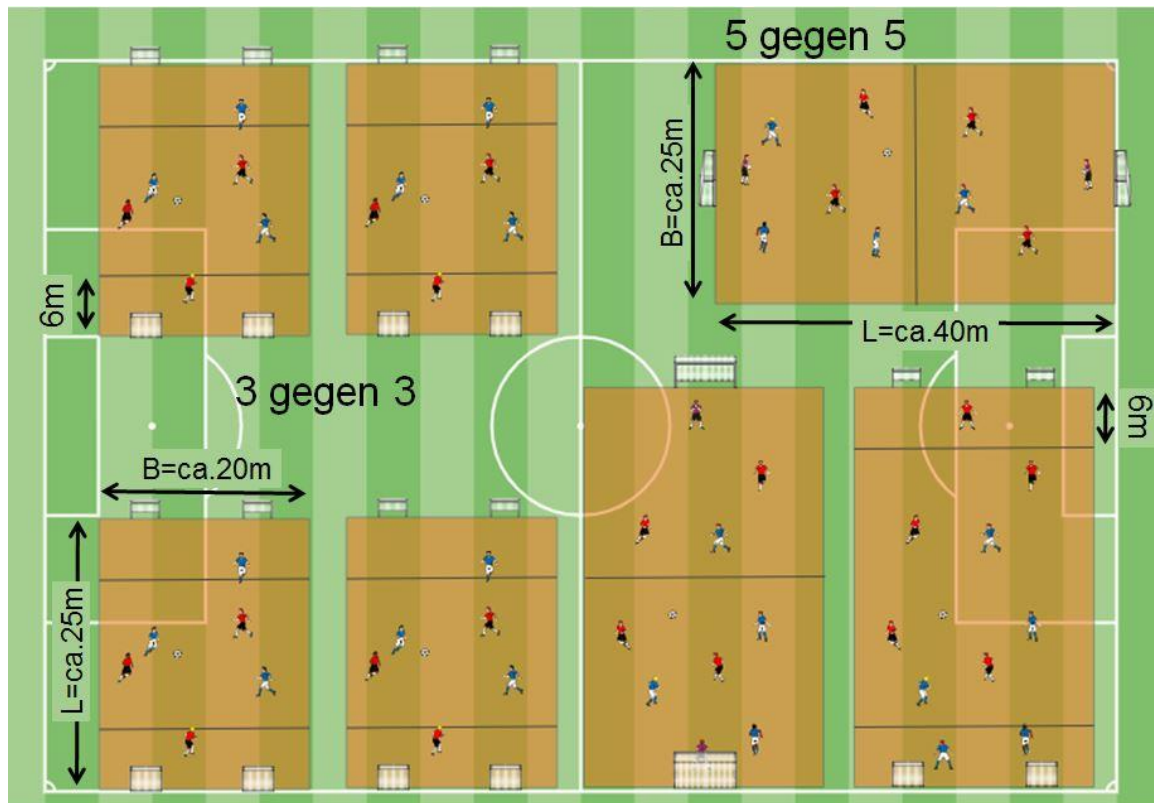 5 gegen 5
B=ca.25m
6m
L=ca.40m
3 gegen 3
6m
B=ca.20m
L=ca.25m